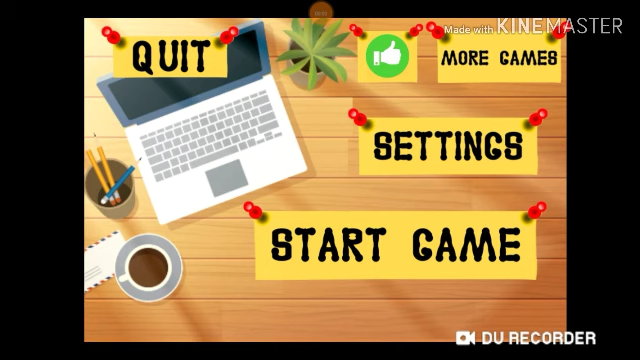 Made with KINEMASTER
QUIT
MORE GAMES
SETTINGS
START GAME
DU RECORDER